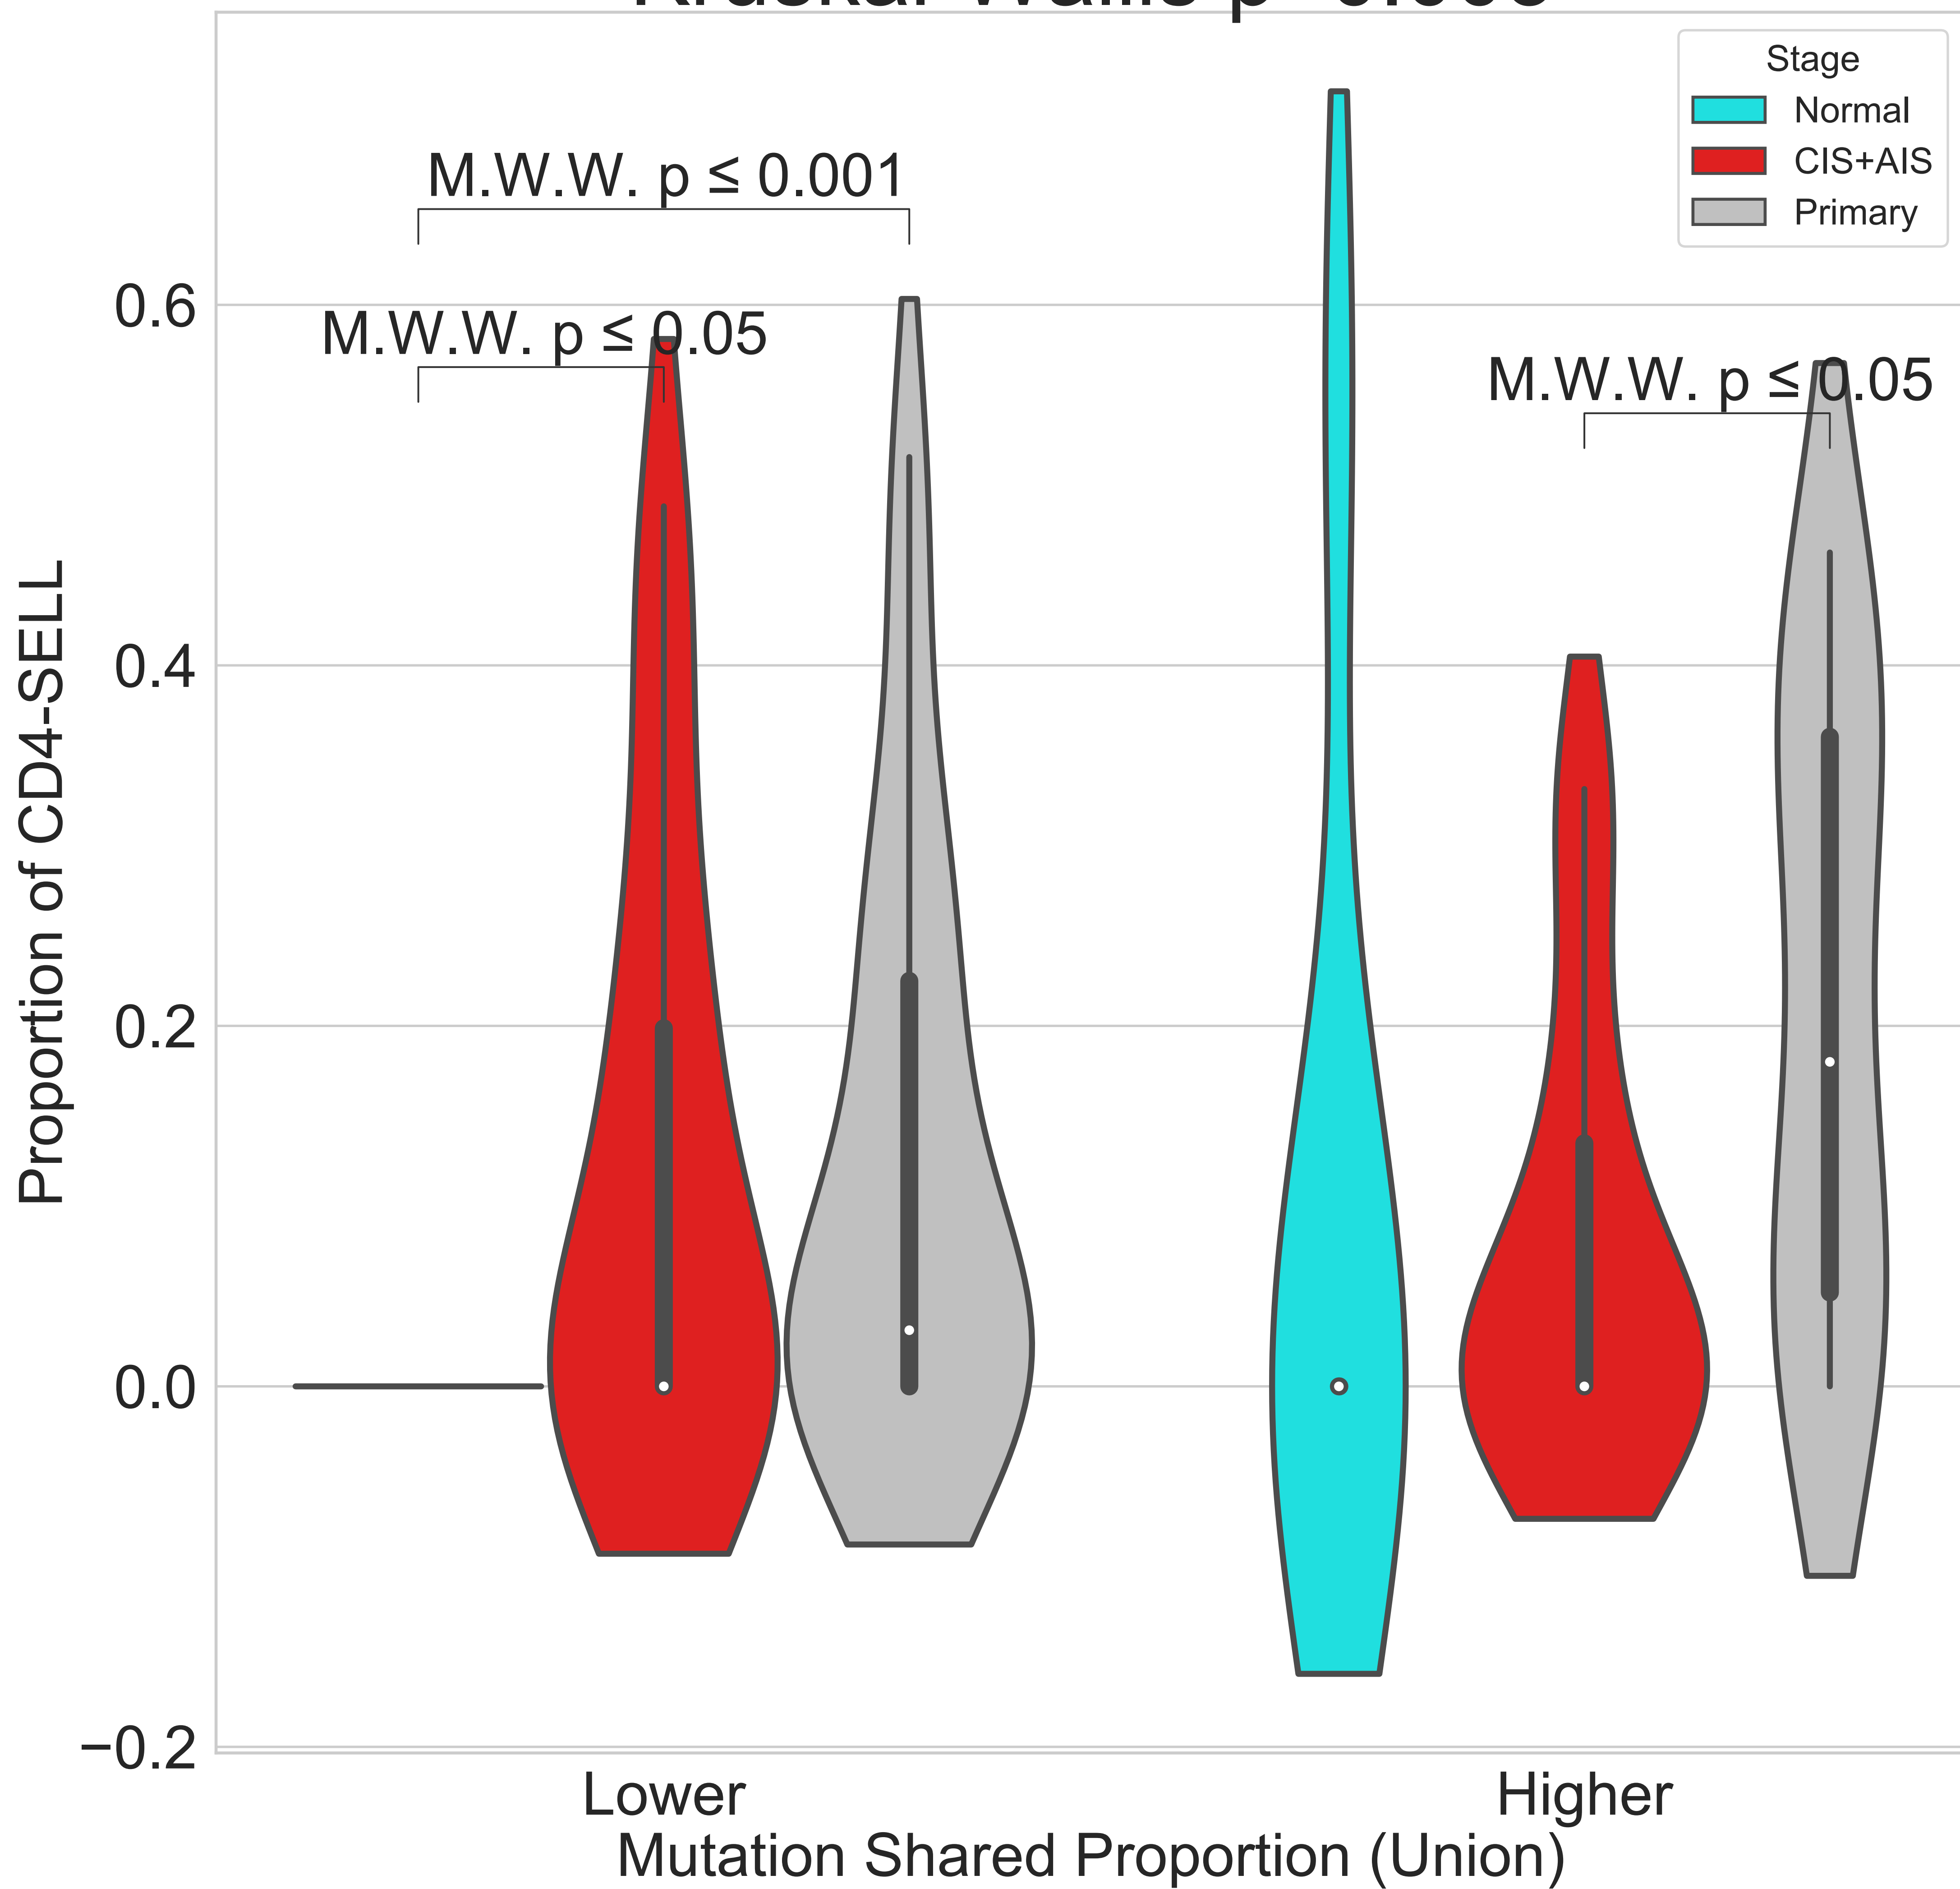 Stage
Normal
CIS+AIS
Primary
M.W.W. p ≤ 0.001
M.W.W. p ≤ 0.05
M.W.W. p ≤ 0.05
0.6
0.4
0.2
0.0
−0.2
Proportion of CD4-SELL
Lower
Higher
Mutation Shared Proportion (Union)